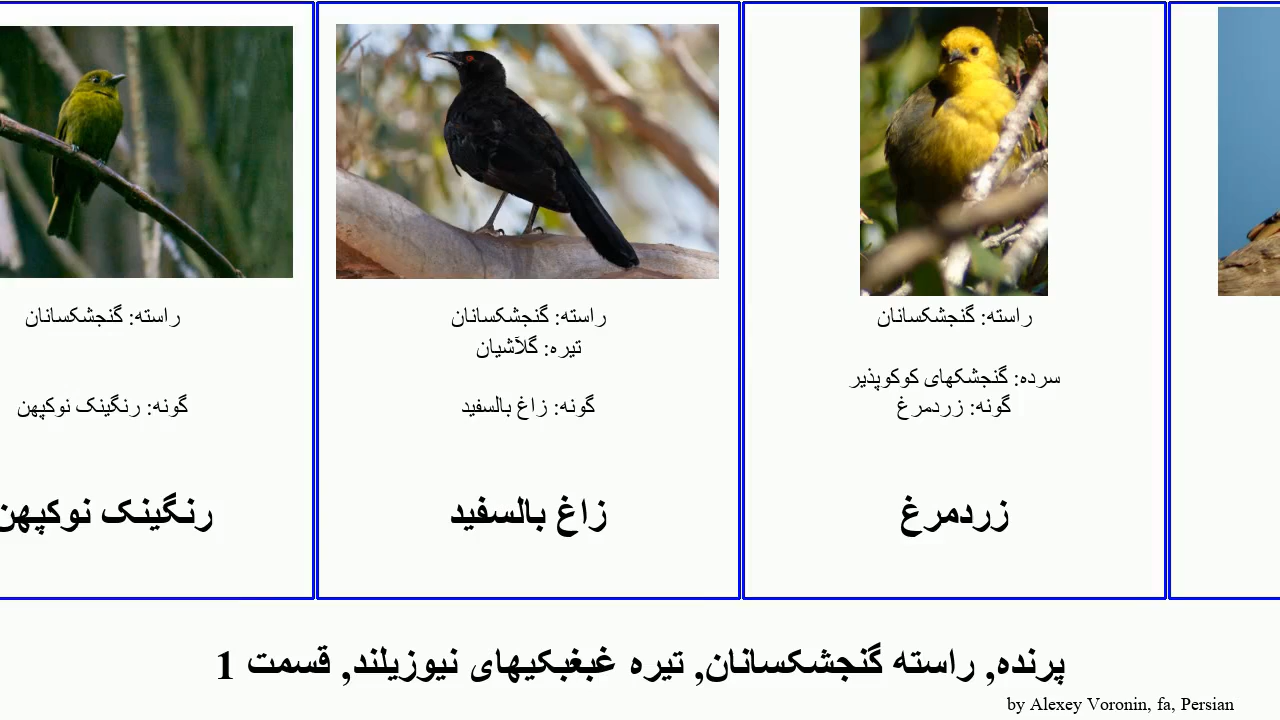 راسته: گنجشکسانان
سرده: گنجشکهای کوکوپذیر
گونه: زردمرغ
زردمرغ
راسته: گنجشکسانان
تیره: گلآشیان
گونه: زاغ بالسفید
زاغ بالسفید
راسته: گنجشکسانان
گونه: رنگینک نوکپهن
رنگینک نوکپهن
پرنده, راسته گنجشکسانان, تیره غبغبکیهای نیوزیلند, قسمت 1
by Alexey Voronin, fa, Persian